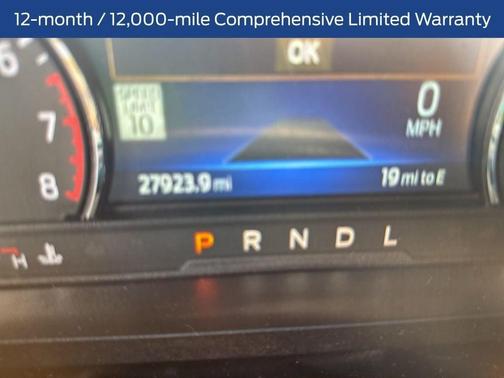 12-month / 12,000-mile Comprehensive Limited Warranty
OK
6
SPEED
LIMIT
10
0
MPH
7
8
27923.9 mi
19 mi to E
P R N D L
H